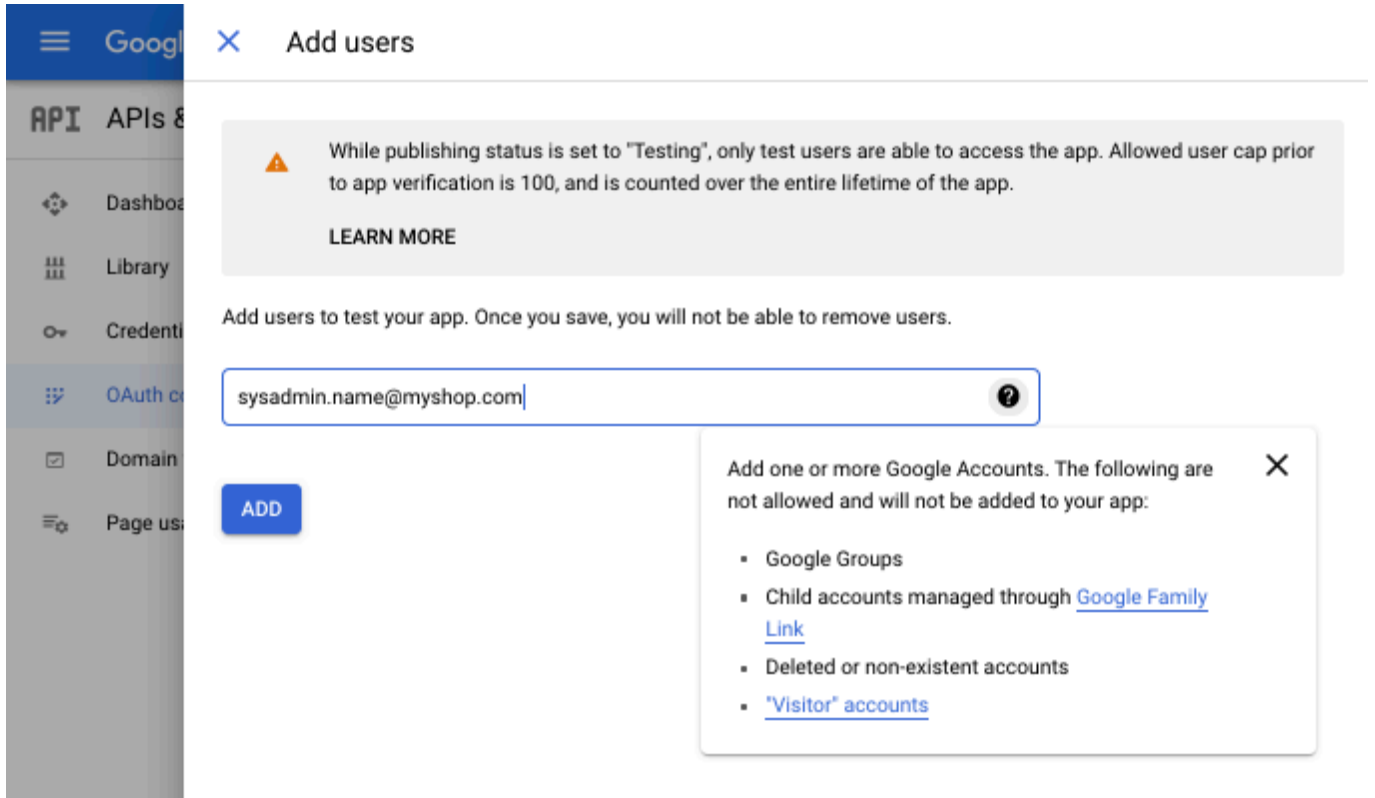 Googl
Add users
API APIs &
While publishing status is set to "Testing", only test users are able to access the app. Allowed user cap prior
to app verification is 100, and is counted over the entire lifetime of the app.
LEARN MORE
Dashboa
Library
Credenti
OAuth co
Domain
Page usa
Add users to test your app. Once you save, you will not be able to remove users.
sysadmin.name@myshop.com
ADD
Add one or more Google Accounts. The following are
not allowed and will not be added to your app:
Google Groups
Child accounts managed through Google Family
Link
Deleted or non-existent accounts
"Visitor" accounts